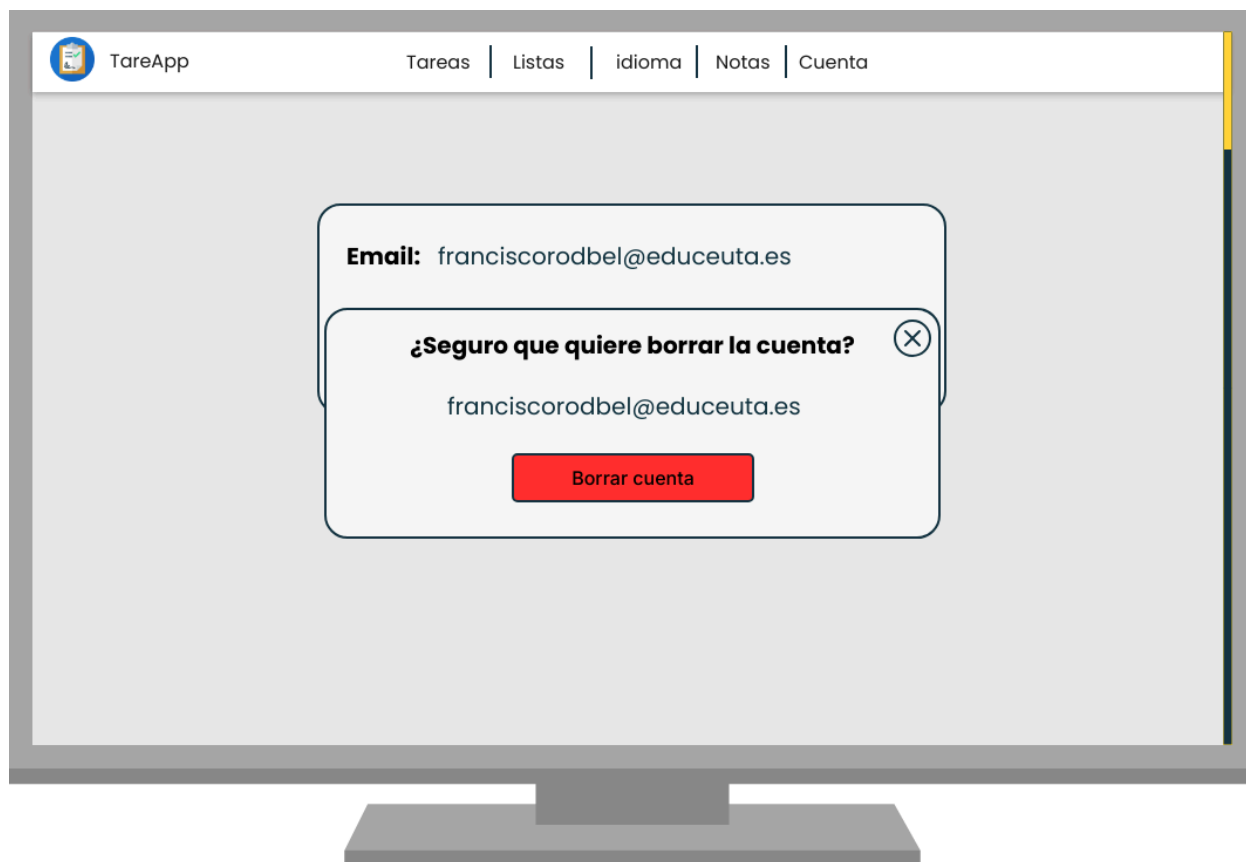 TareApp Tareas Listas idioma Notas Cuenta
Email: franciscorodbel@educeuta.es
¿Seguro que quiere borrar la cuenta?
franciscorodbel@educeuta.es
Borrar cuenta